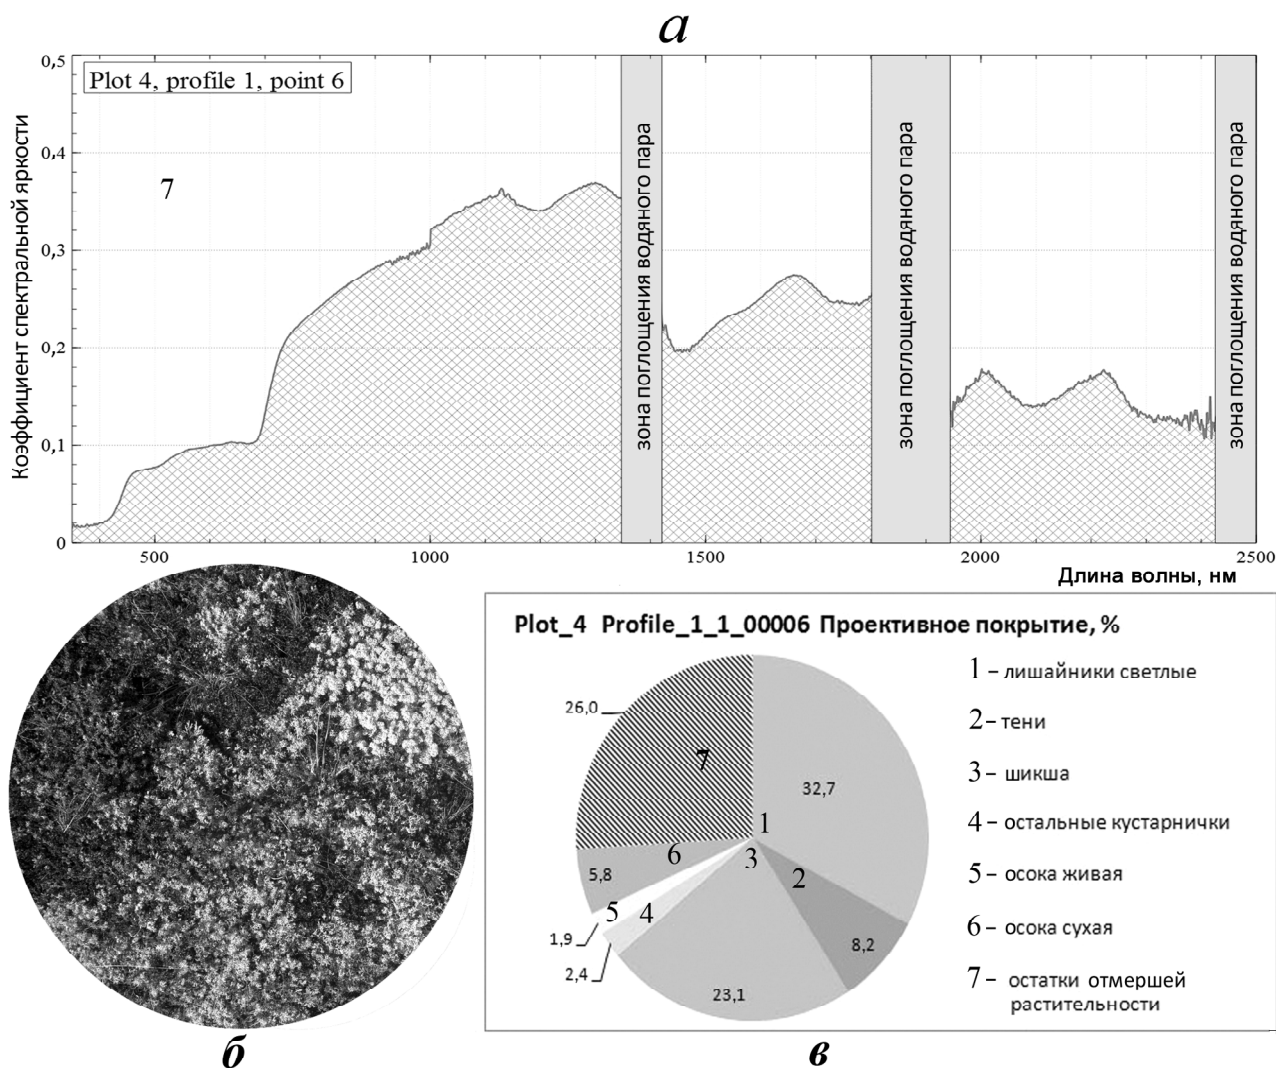 а
0,5
Plot 4, profile 1, point 6
0,4
7
0,3
0,2
0,1
0
Коэффициент спектральной яркости
зона поглощения водяного пара
зона поглощения водяного пара
зона поглощения водяного пара
500 1000 1500 2000 2500
Длина волны, нм
б
Plot_4 Profile_1_1_00006 Проективное покрытие, %
26,0
7
32,7
1
6
3
2
5,8
5
4
1,9
2,4
8,2
23,1
1 – лишайники светлые
2 – тени
3 – шикша
4 – остальные кустарнички
5 – осока живая
6 – осока сухая
7 – остатки отмершей
растительности
в